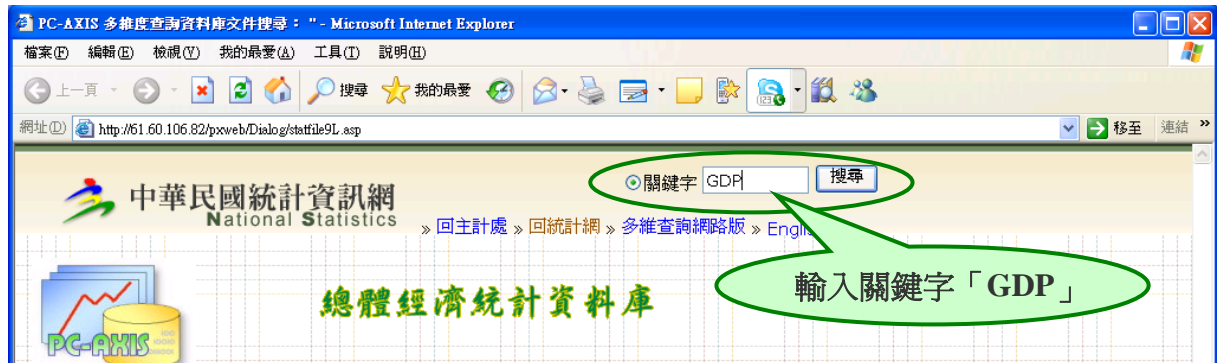 PC-AXIS 多維度查詢資料庫文件搜尋： " - Microsoft Internet Explorer
檔案(F) 編輯(E) 檢視(V) 我的最愛(A) 工具(T) 說明(H)
上一頁 搜尋 我的最愛 123
網址(D) http://61.60.106.82/pxweb/Dialog/statfile9L.asp 移至 連結 »
關鍵字 GDP 搜尋
中華民國統計資訊網
National Statistics
» 回主計處 » 回統計網 » 多維查詢網路版 » Englis
輸入關鍵字「GDP」
總體經濟統計資料庫
PC-AXIS